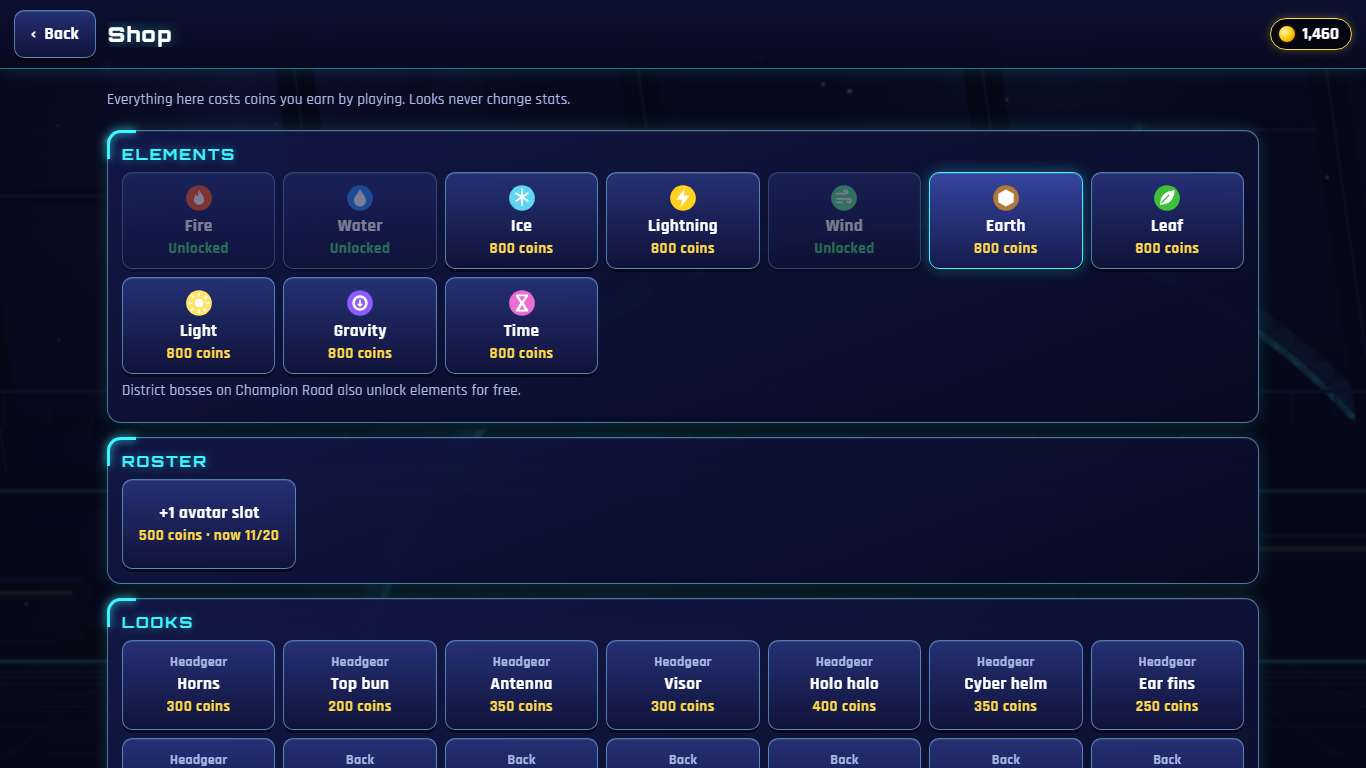 ‹ Back
Shop
1,460
Everything here costs coins you earn by playing. Looks never change stats.
ELEMENTS
Fire
Unlocked
Water
Unlocked
Ice
800 coins
Lightning
800 coins
Wind
Unlocked
Earth
800 coins
Leaf
800 coins
Light
800 coins
Gravity
800 coins
Time
800 coins
District bosses on Champion Road also unlock elements for free.
ROSTER
+1 avatar slot
500 coins · now 11/20
LOOKS
Headgear
Horns
300 coins
Headgear
Top bun
200 coins
Headgear
Antenna
350 coins
Headgear
Visor
300 coins
Headgear
Holo halo
400 coins
Headgear
Cyber helm
350 coins
Headgear
Ear fins
250 coins
Headgear
Back
Back
Back
Back
Back
Back